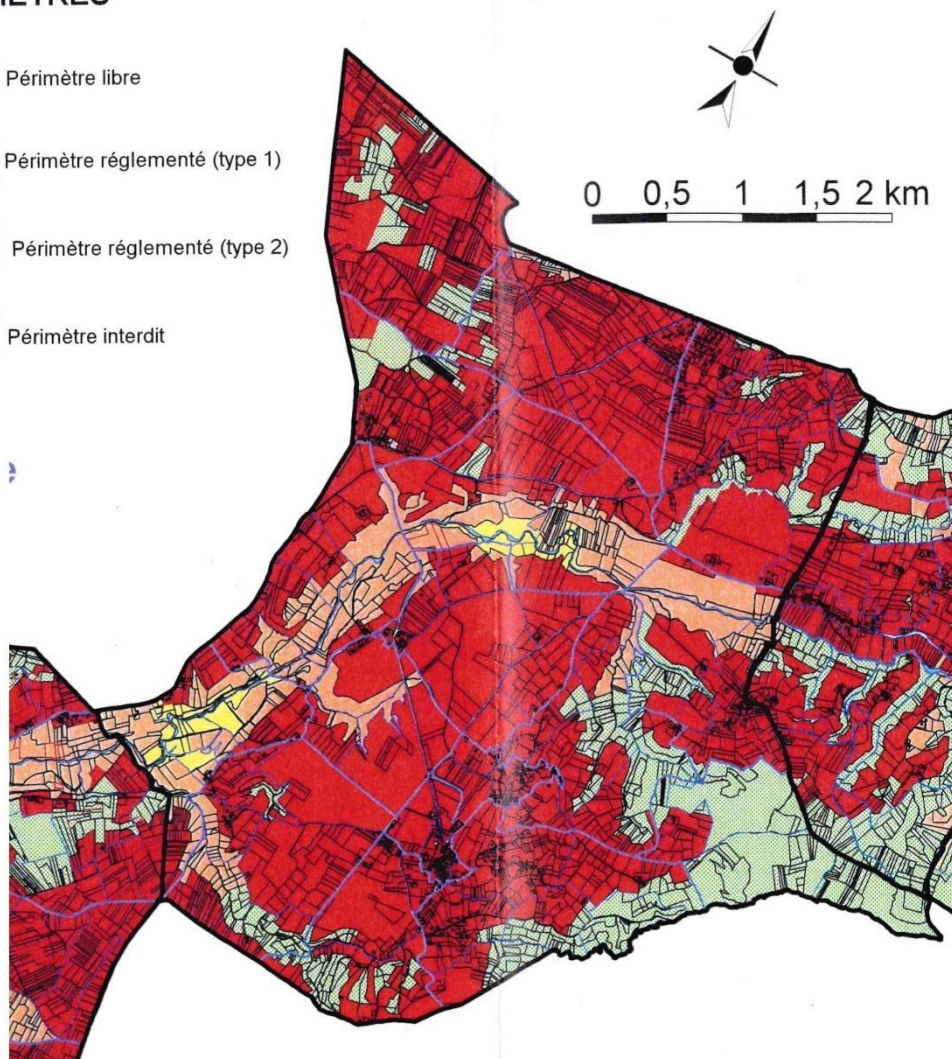 Périmètre libre
Périmètre réglementé (type 1)
Périmètre réglementé (type 2)
Périmètre interdit
0 0,5 1 1,5 2 km